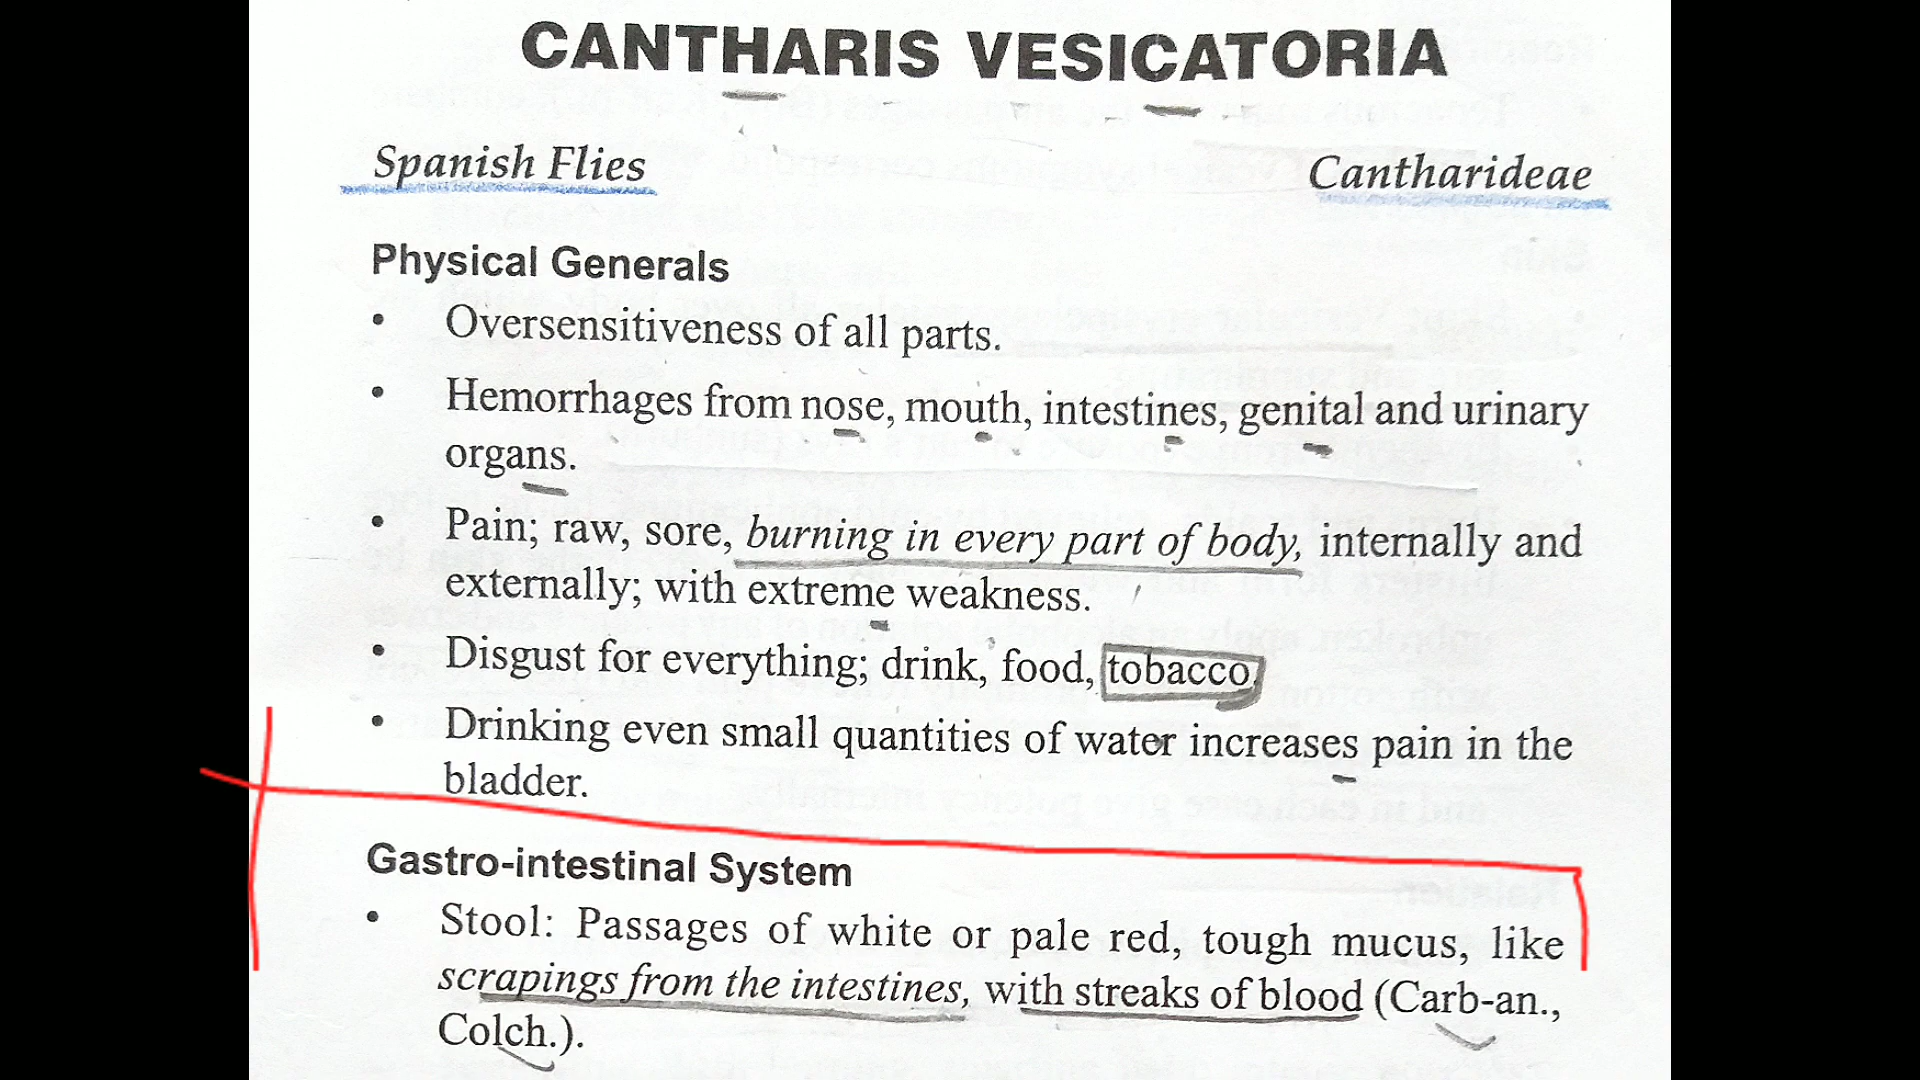 CANTHARIS VESICATORIA
Spanish Flies Cantharideae
Physical Generals
• Oversensitiveness of all parts.
• Hemorrhages from nose, mouth, intestines, genital and urinary
organs.
• Pain; raw, sore, burning in every part of body, internally and
externally; with extreme weakness.
• Disgust for everything; drink, food, tobacco.
• Drinking even small quantities of water increases pain in the
bladder.
Gastro-intestinal System
• Stool: Passages of white or pale red, tough mucus, like
scrapings from the intestines, with streaks of blood (Carb-an.,
Colch.).